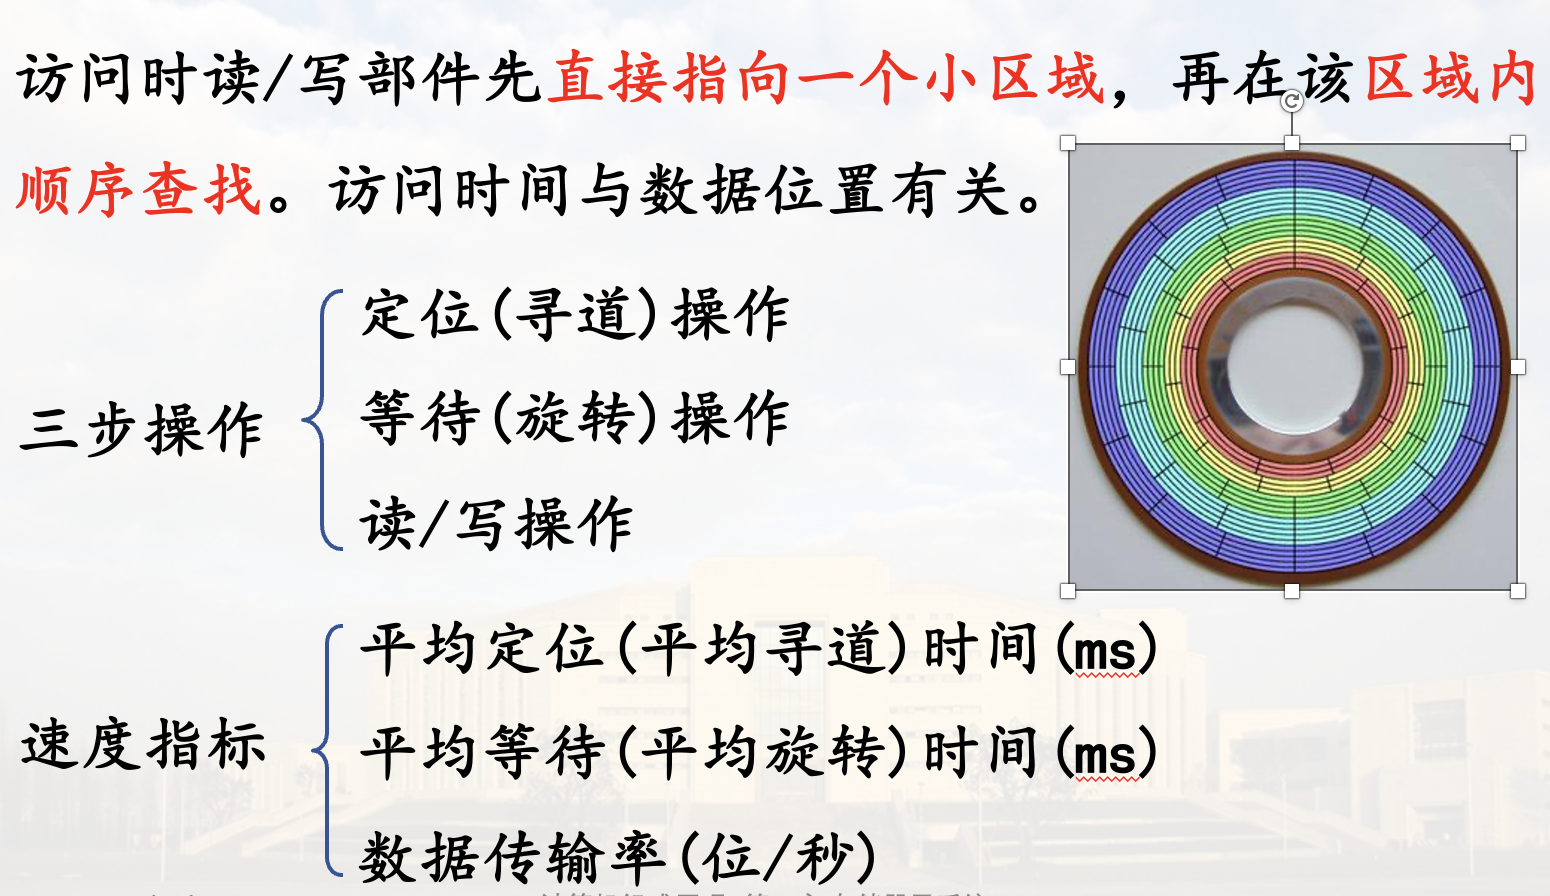 访问时读/写部件先直接指向一个小区域，再在该区域内
顺序查找。访问时间与数据位置有关。
定位(寻道)操作
三步操作
等待(旋转)操作
读/写操作
平均定位(平均寻道)时间(ms)
速度指标
平均等待(平均旋转)时间(ms)
数据传输率(位/秒)